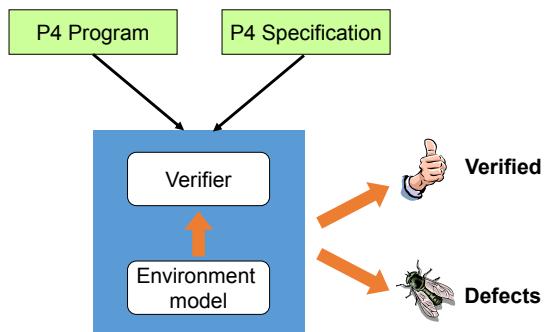 P4 Program
P4 Specification
Verifier
Environment
model
Verified
Defects